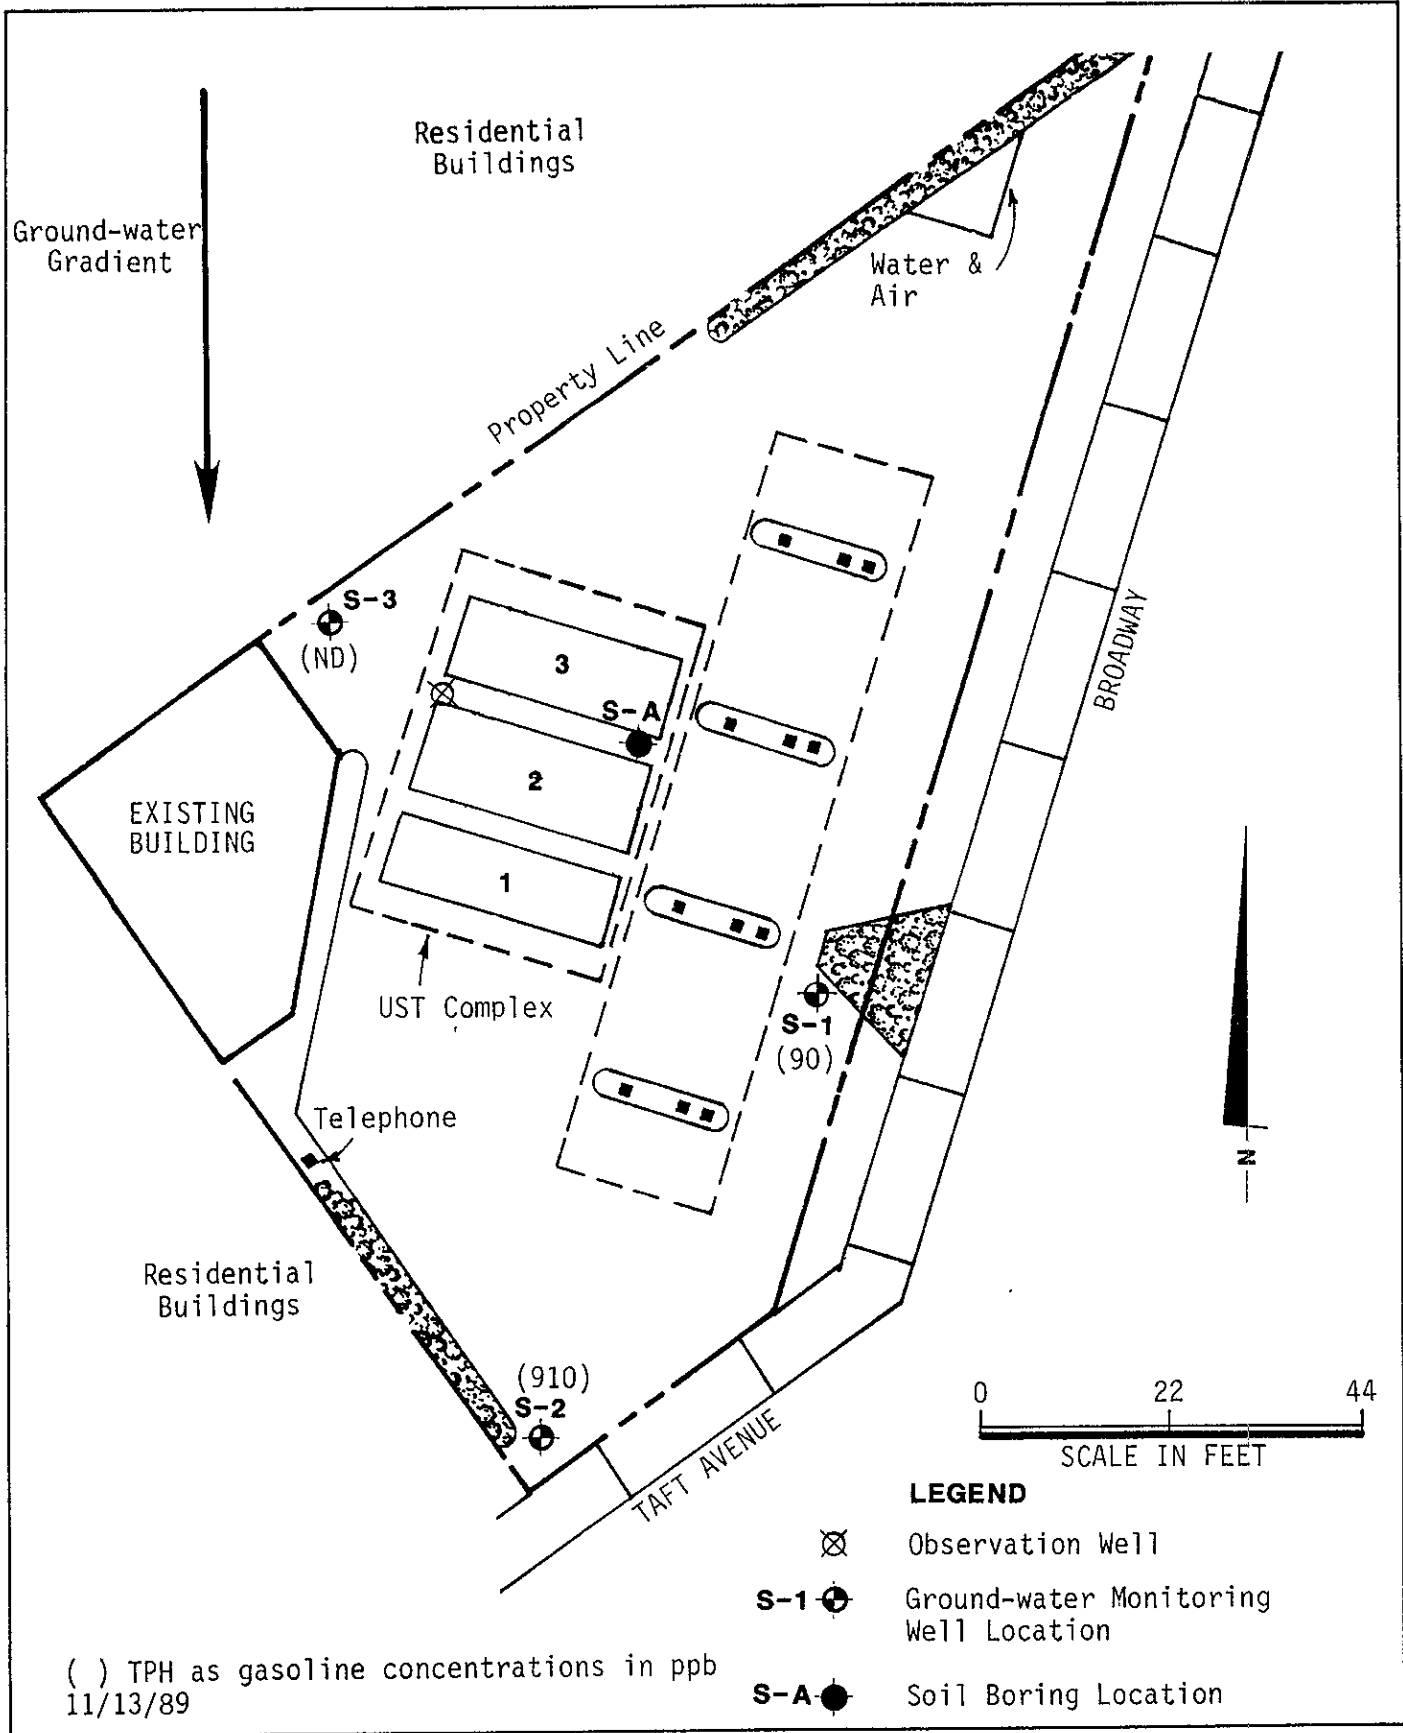 Residential
Buildings
Ground-water
Gradient
Water &
Air
Property Line
S-3
(ND)
3
S-A
2
1
BROADWAY
EXISTING
BUILDING
UST Complex
S-1
(90)
Telephone
N
Residential
Buildings
(910)
S-2
TAFT AVENUE
0 22 44
SCALE IN FEET
LEGEND
Observation Well
S-1 Ground-water Monitoring
Well Location
S-A Soil Boring Location
( ) TPH as gasoline concentrations in ppb
11/13/89